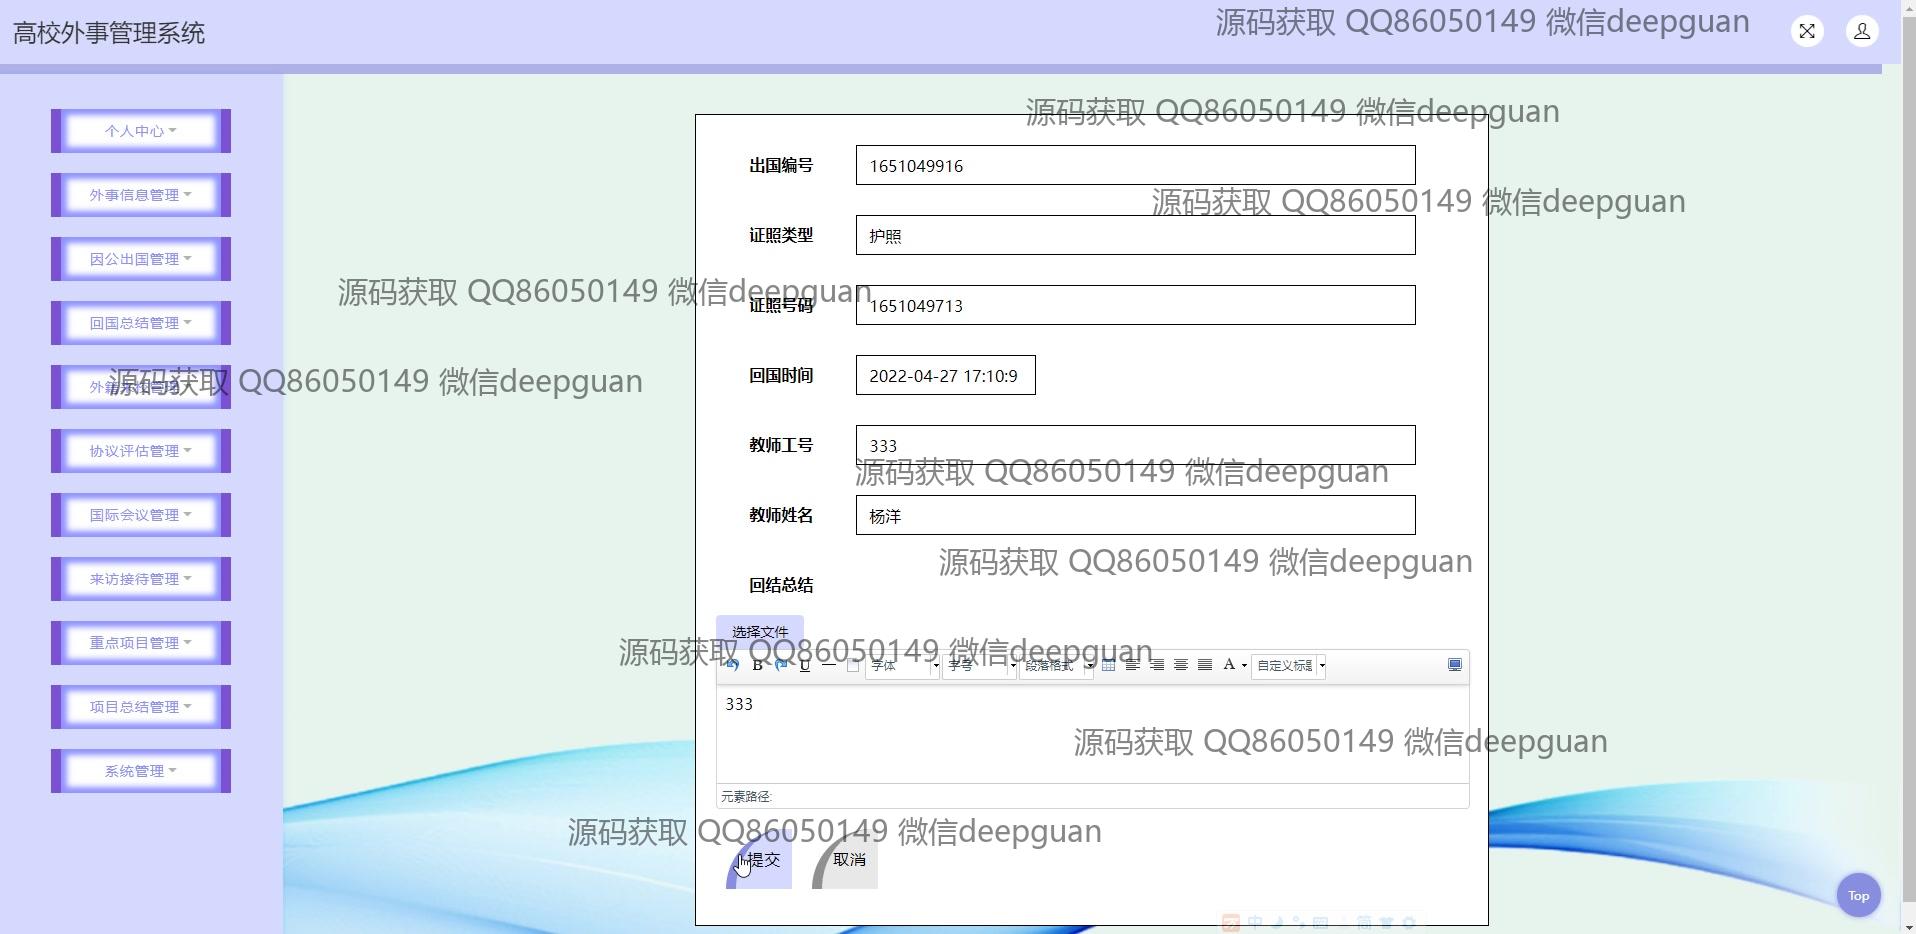 高校外事管理系统
源码获取 QQ86050149 微信deepguan
个人中心
外事信息管理
因公出国管理
回国总结管理
协议评估管理
国际会议管理
来访接待管理
重点项目管理
项目总结管理
系统管理
源码获取 QQ86050149 微信deepguan
出国编号 1651049916
源码获取 QQ86050149 微信deepguan
证照类型 护照
源码获取 QQ86050149 微信deepguan
证照号码 1651049713
回国时间 2022-04-27 17:10:9
源码获取 QQ86050149 微信deepguan
教师工号 333
源码获取 QQ86050149 微信deepguan
教师姓名 杨洋
源码获取 QQ86050149 微信deepguan
回结总结
选择文件
源码获取 QQ86050149 微信deepguan
B U 字体 字号 段落格式 A 自定义标题
333
源码获取 QQ86050149 微信deepguan
元素路径:
源码获取 QQ86050149 微信deepguan
提交 取消
Top
中 简